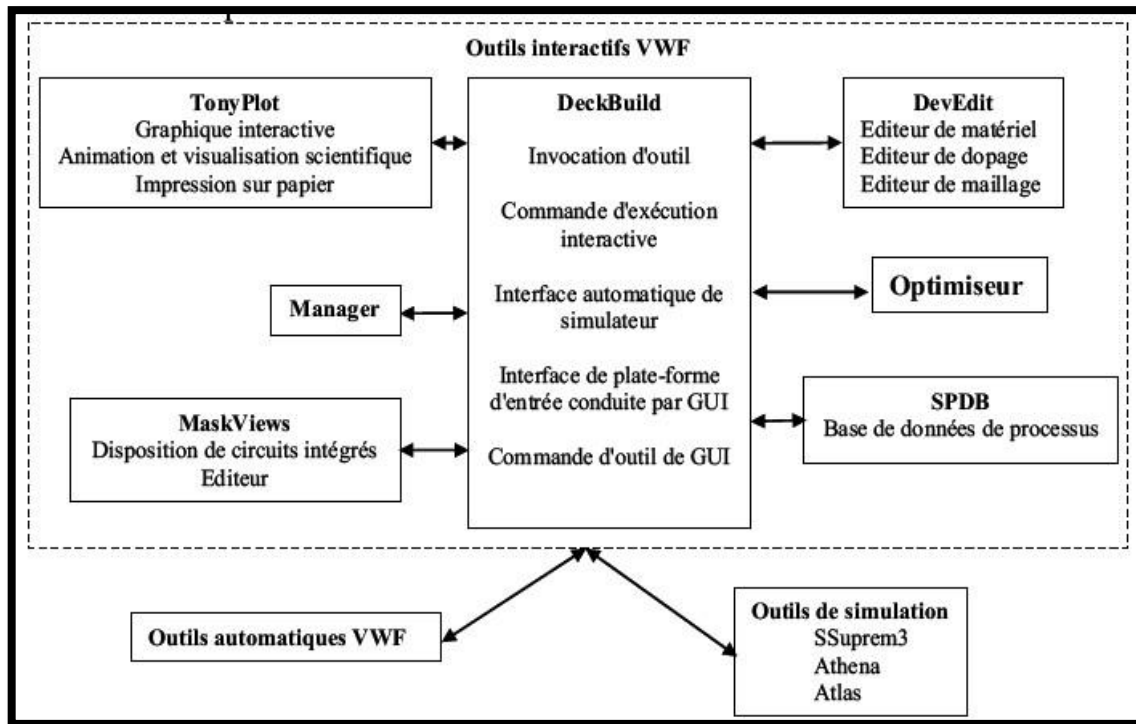 Outils interactifs VWF
TonyPlot
Graphique interactive
Animation et visualisation scientifique
Impression sur papier
DeckBuild
Invocation d'outil
Commande d'exécution
interactive
Interface automatique de
simulateur
Interface de plate-forme
d'entrée conduite par GUI
Commande d'outil de GUI
DevEdit
Editeur de matériel
Editeur de dopage
Editeur de maillage
Manager
Optimiseur
MaskViews
Disposition de circuits intégrés
Editeur
SPDB
Base de données de processus
Outils automatiques VWF
Outils de simulation
SSuprem3
Athena
Atlas